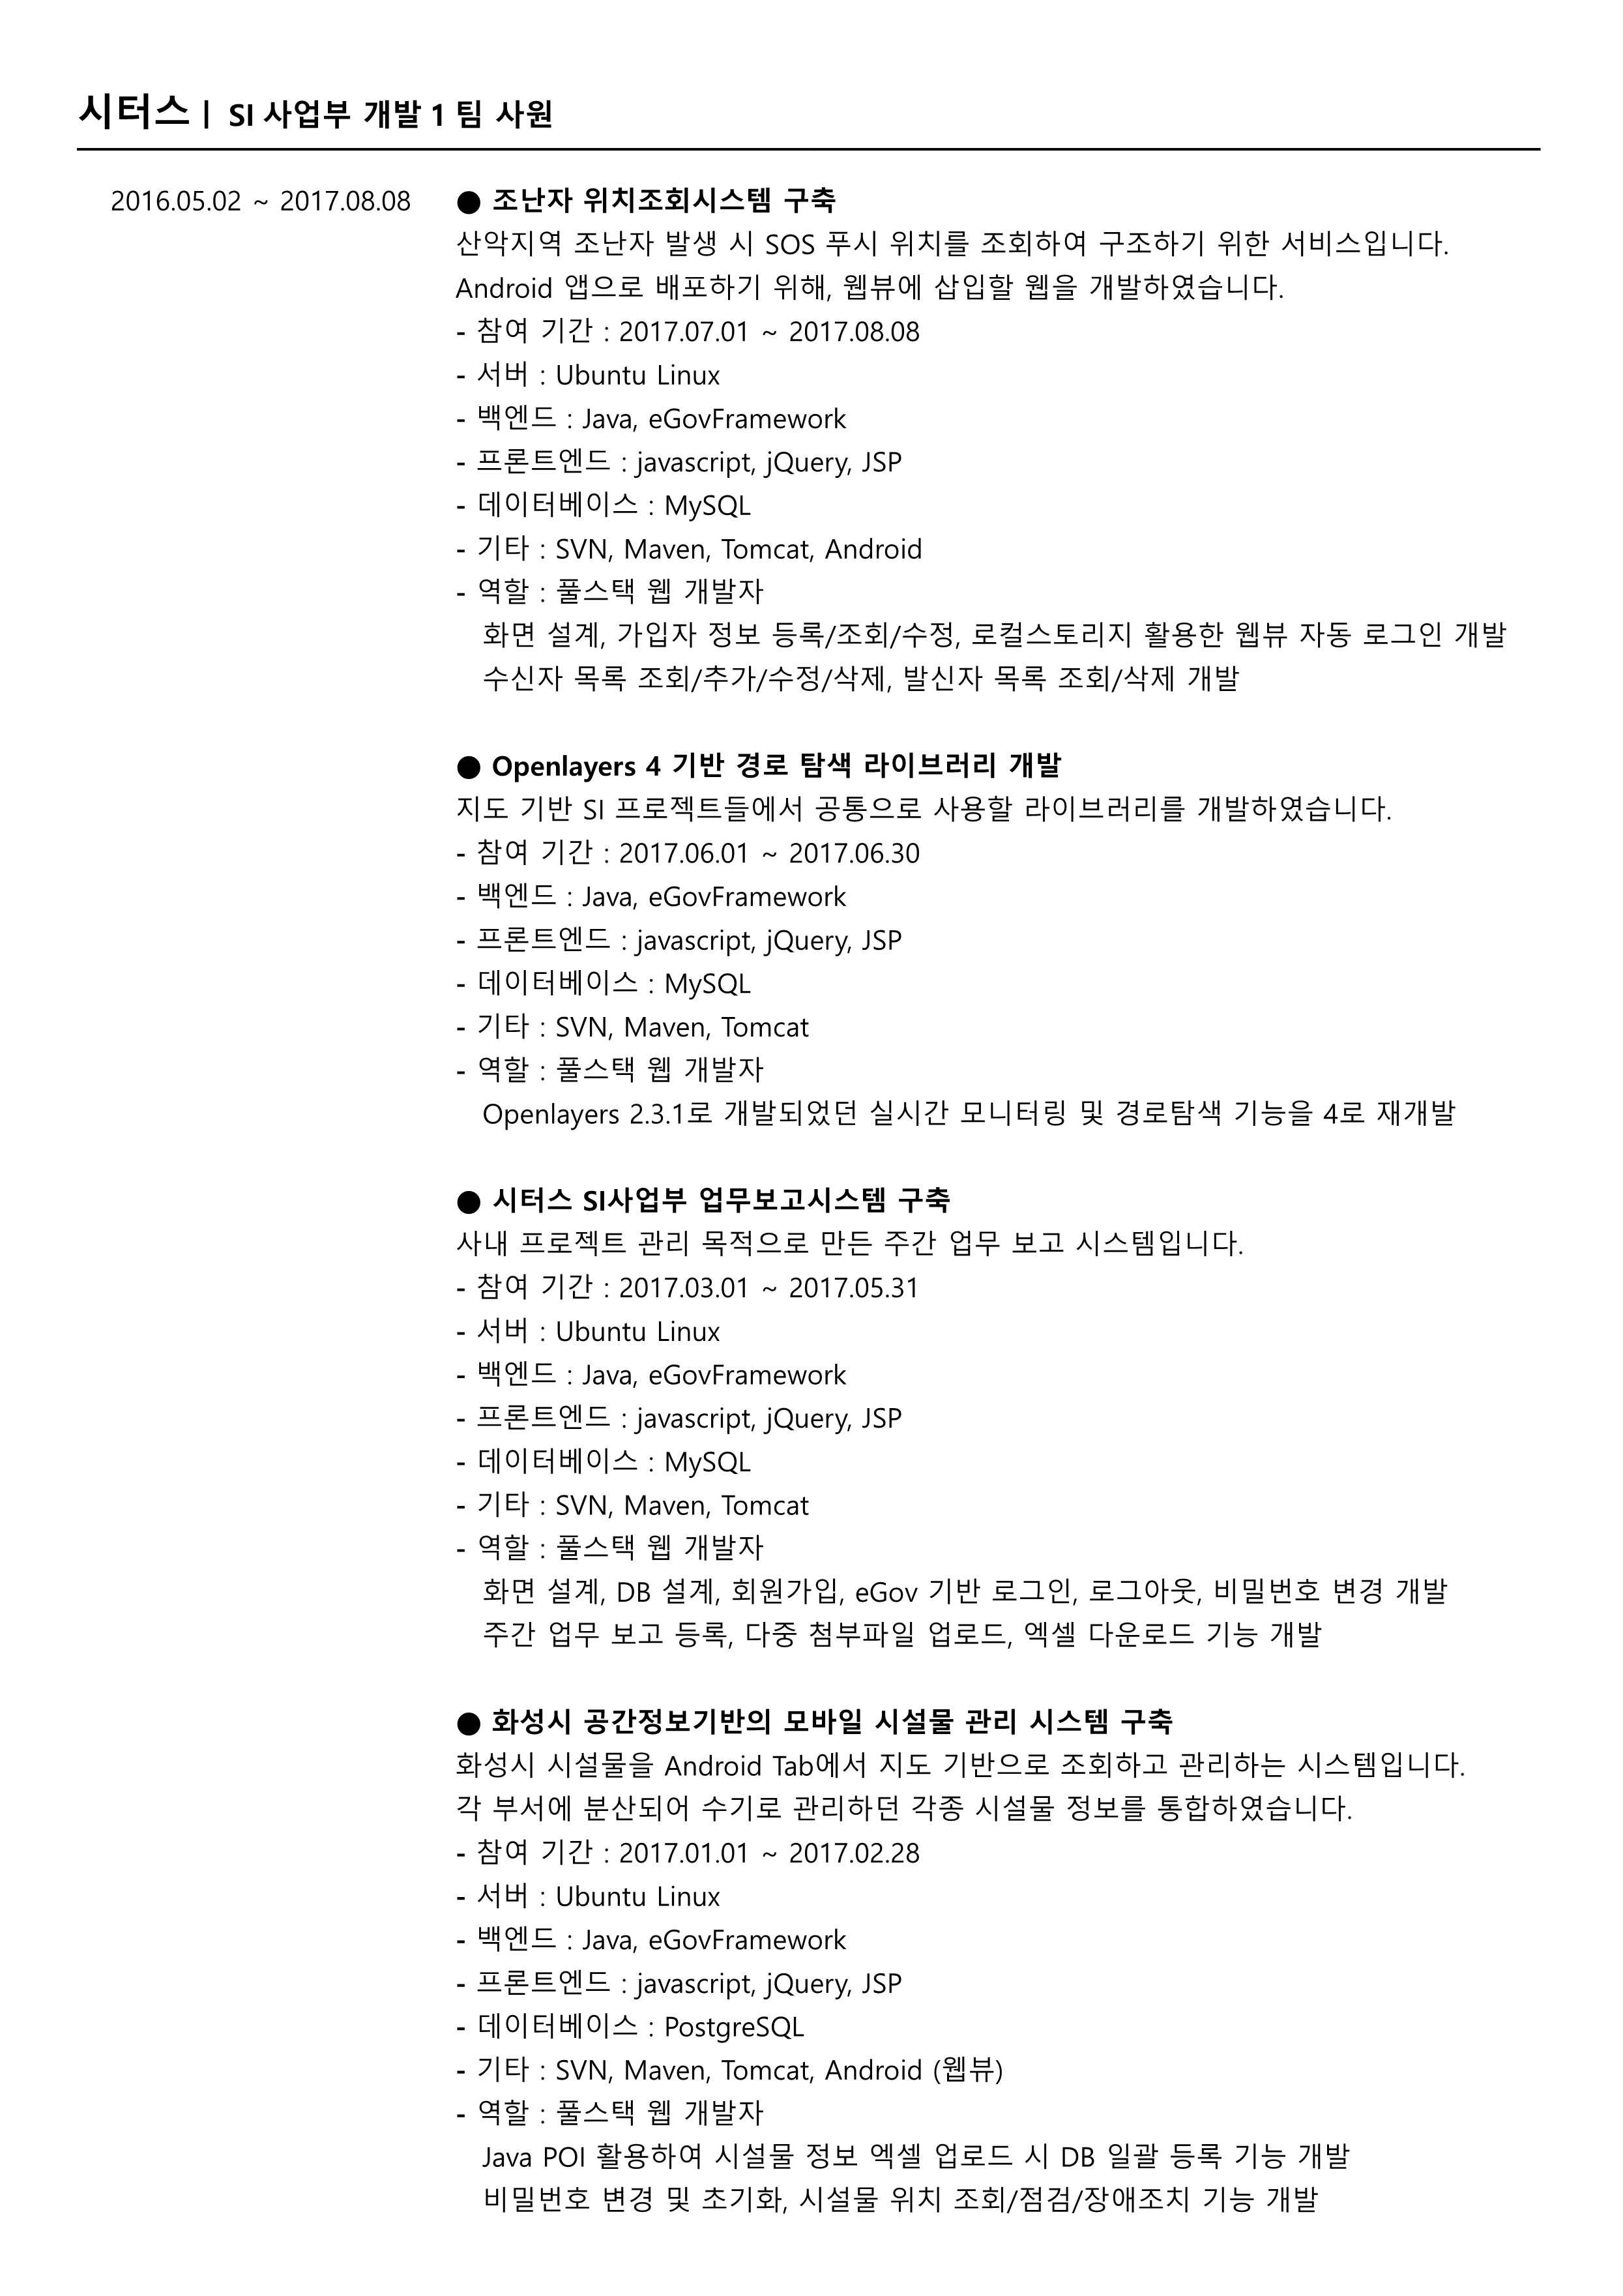 시터스 | SI 사업부 개발 1 팀 사원
2016.05.02 ~ 2017.08.08
● 조난자 위치조회시스템 구축
산악지역 조난자 발생 시 SOS 푸시 위치를 조회하여 구조하기 위한 서비스입니다.
Android 앱으로 배포하기 위해, 웹뷰에 삽입할 웹을 개발하였습니다.
- 참여 기간 : 2017.07.01 ~ 2017.08.08
- 서버 : Ubuntu Linux
- 백엔드 : Java, eGovFramework
- 프론트엔드 : javascript, jQuery, JSP
- 데이터베이스 : MySQL
- 기타 : SVN, Maven, Tomcat, Android
- 역할 : 풀스택 웹 개발자
화면 설계, 가입자 정보 등록/조회/수정, 로컬스토리지 활용한 웹뷰 자동 로그인 개발
수신자 목록 조회/추가/수정/삭제, 발신자 목록 조회/삭제 개발
● Openlayers 4 기반 경로 탐색 라이브러리 개발
지도 기반 SI 프로젝트들에서 공통으로 사용할 라이브러리를 개발하였습니다.
- 참여 기간 : 2017.06.01 ~ 2017.06.30
- 백엔드 : Java, eGovFramework
- 프론트엔드 : javascript, jQuery, JSP
- 데이터베이스 : MySQL
- 기타 : SVN, Maven, Tomcat
- 역할 : 풀스택 웹 개발자
Openlayers 2.3.1로 개발되었던 실시간 모니터링 및 경로탐색 기능을 4로 재개발
● 시터스 SI사업부 업무보고시스템 구축
사내 프로젝트 관리 목적으로 만든 주간 업무 보고 시스템입니다.
- 참여 기간 : 2017.03.01 ~ 2017.05.31
- 서버 : Ubuntu Linux
- 백엔드 : Java, eGovFramework
- 프론트엔드 : javascript, jQuery, JSP
- 데이터베이스 : MySQL
- 기타 : SVN, Maven, Tomcat
- 역할 : 풀스택 웹 개발자
화면 설계, DB 설계, 회원가입, eGov 기반 로그인, 로그아웃, 비밀번호 변경 개발
주간 업무 보고 등록, 다중 첨부파일 업로드, 엑셀 다운로드 기능 개발
● 화성시 공간정보기반의 모바일 시설물 관리 시스템 구축
화성시 시설물을 Android Tab에서 지도 기반으로 조회하고 관리하는 시스템입니다.
각 부서에 분산되어 수기로 관리하던 각종 시설물 정보를 통합하였습니다.
- 참여 기간 : 2017.01.01 ~ 2017.02.28
- 서버 : Ubuntu Linux
- 백엔드 : Java, eGovFramework
- 프론트엔드 : javascript, jQuery, JSP
- 데이터베이스 : PostgreSQL
- 기타 : SVN, Maven, Tomcat, Android (웹뷰)
- 역할 : 풀스택 웹 개발자
Java POI 활용하여 시설물 정보 엑셀 업로드 시 DB 일괄 등록 기능 개발
비밀번호 변경 및 초기화, 시설물 위치 조회/점검/장애조치 기능 개발